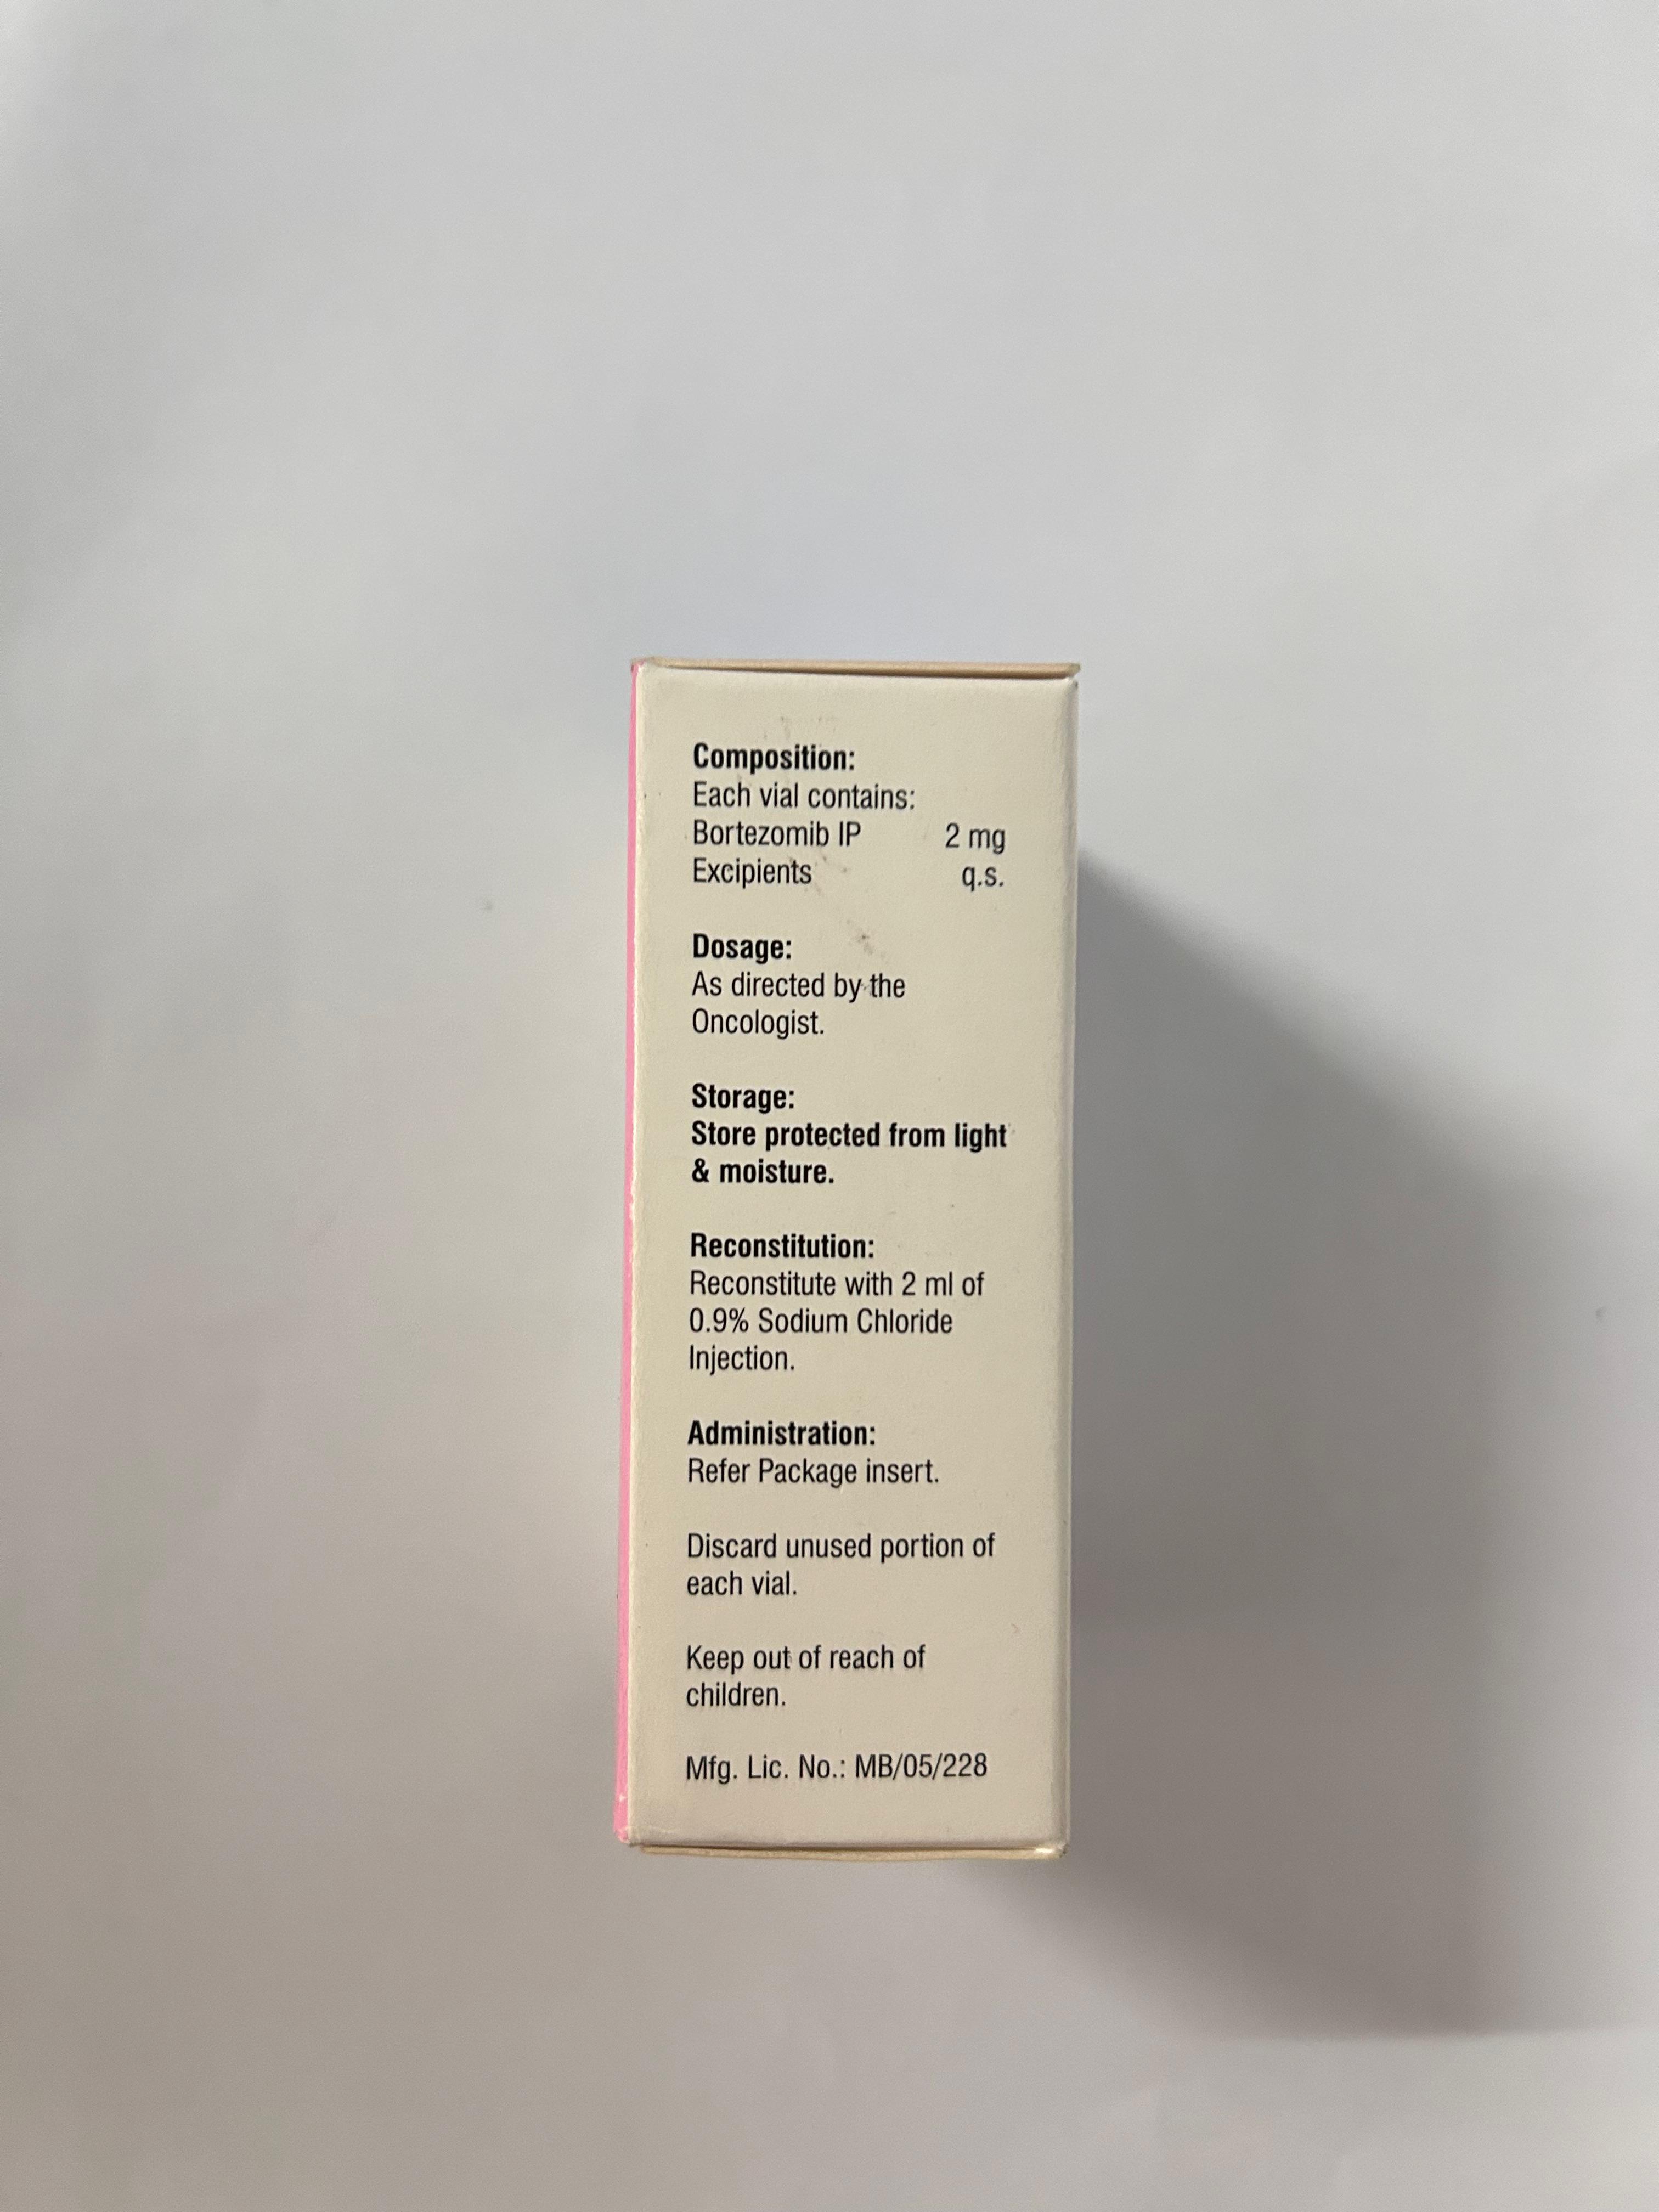 Composition:
Each vial contains:
Bortezomib IP 2 mg
Excipients q.s.
Dosage:
As directed by the
Oncologist.
Storage:
Store protected from light
& moisture.
Reconstitution:
Reconstitute with 2 ml of
0.9% Sodium Chloride
Injection.
Administration:
Refer Package insert.
Discard unused portion of
each vial.
Keep out of reach of
children.
Mfg. Lic. No.: MB/05/228